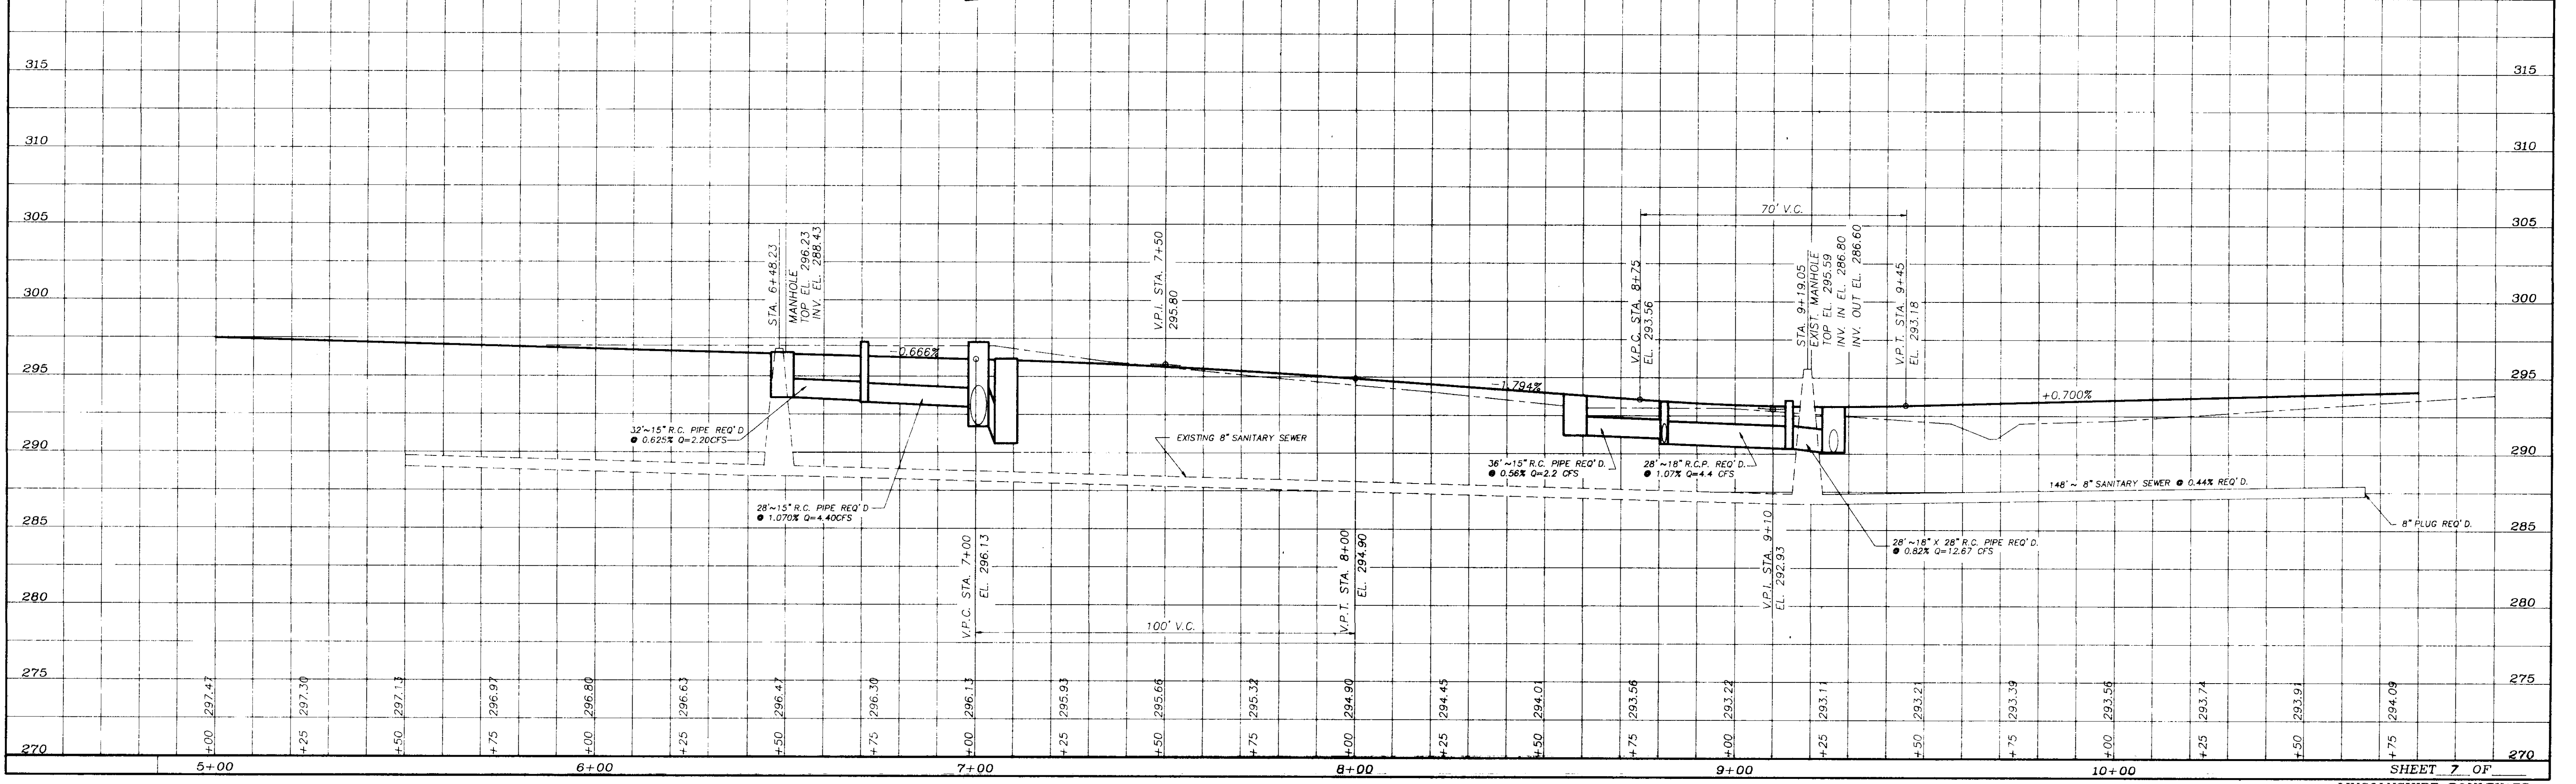 315
315
310
310
305
305
300
300
295
295
290
290
285
285
280
280
275
275
270
270
STA. 6+48.23
MANHOLE
TOP EL. 296.23
INV. EL. 288.43
-0.666%
32'~15" R.C. PIPE REQ'D
@ 0.625% Q=2.20CFS
28'~15" R.C. PIPE REQ'D
@ 1.070% Q=4.40CFS
V.P.C. STA. 7+00
EL. 296.13
100' V.C.
V.P.I. STA. 7+50
295.80
EXISTING 8" SANITARY SEWER
V.P.T. STA. 8+00
EL. 294.90
-1.794%
36'~15" R.C. PIPE REQ'D.
@ 0.56% Q=2.2 CFS
28'~18" R.C.P. REQ'D.
@ 1.07% Q=4.4 CFS
70' V.C.
V.P.C. STA. 8+75
EL. 293.56
V.P.I. STA. 9+10
EL. 292.93
STA. 9+19.05
EXIST. MANHOLE
TOP EL. 295.59
INV. IN EL. 286.80
INV. OUT EL. 286.60
V.P.T. STA. 9+45
EL. 293.18
+0.700%
148' ~ 8" SANITARY SEWER @ 0.44% REQ'D.
8" PLUG REQ'D.
28'~18" X 28" R.C. PIPE REQ'D.
@ 0.82% Q=12.67 CFS
+00 297.47
+25 297.30
+50 297.13
+75 296.97
+00 296.80
+25 296.63
+50 296.47
+75 296.30
+00 296.13
+25 295.93
+50 295.66
+75 295.32
+00 294.90
+25 294.45
+50 294.01
+75 293.56
+00 293.22
+25 293.11
+50 293.21
+75 293.39
+00 293.56
+25 293.74
+50 293.91
+75 294.09
5+00
6+00
7+00
8+00
9+00
10+00
SHEET 7 OF